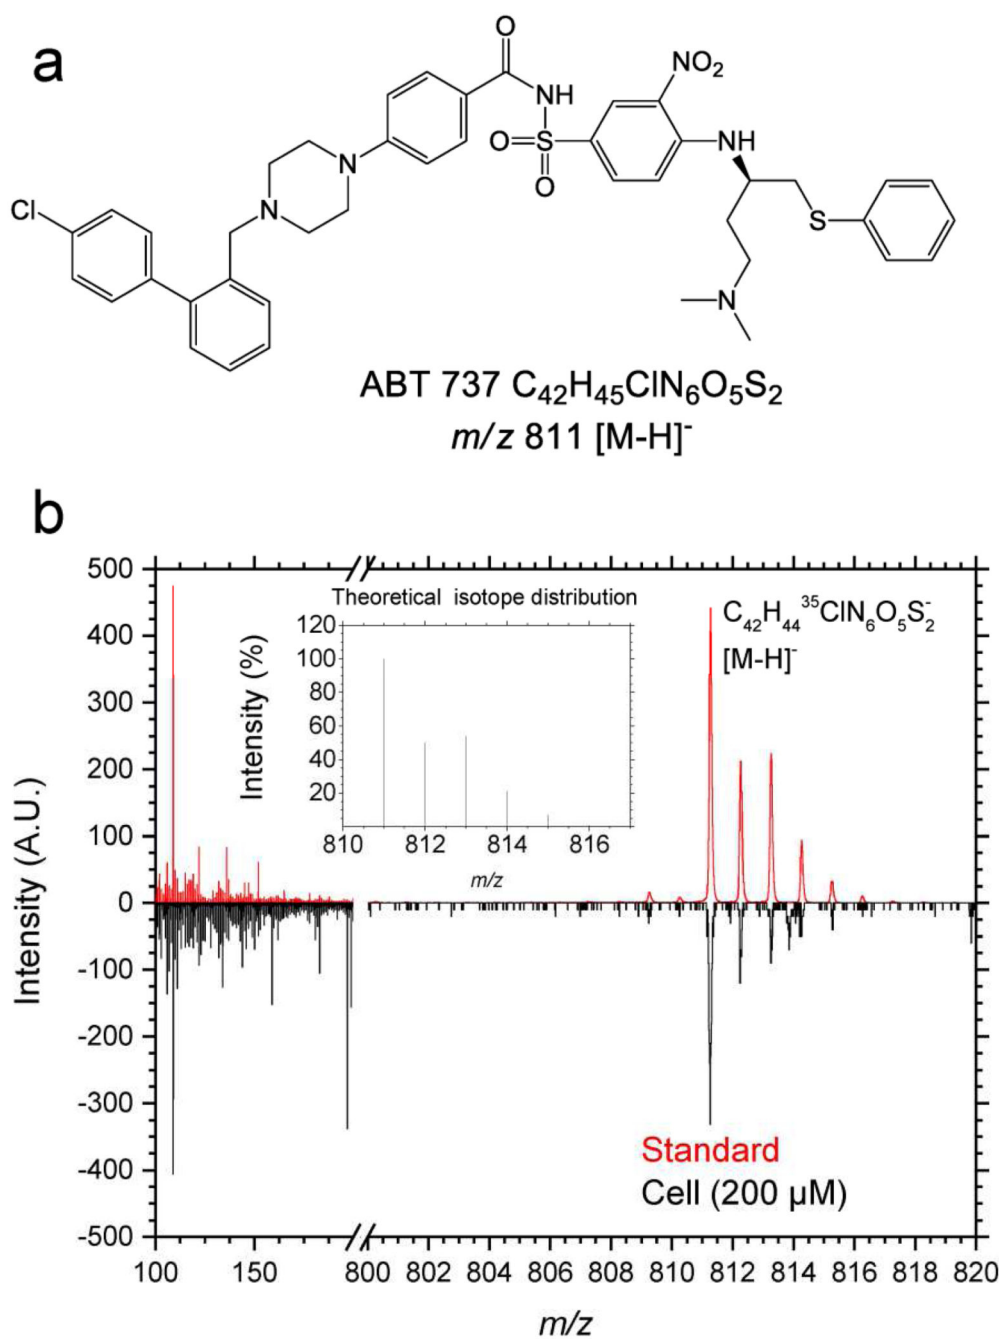 a
O
NO₂
NH
O=S
O
NH
N
N
Cl
S
N
ABT 737 C₄₂H₄₅ClN₆O₅S₂
m/z 811 [M-H]⁻
b
500
400
300
200
100
0
-100
-200
-300
-400
-500
Intensity (A.U.)
Theoretical isotope distribution
120
100
80
60
40
20
Intensity (%)
810 812 814 816
m/z
C₄₂H₄₄³⁵ClN₆O₅S₂⁻
[M-H]⁻
Standard
Cell (200 µM)
100 150 800 802 804 806 808 810 812 814 816 818 820
m/z